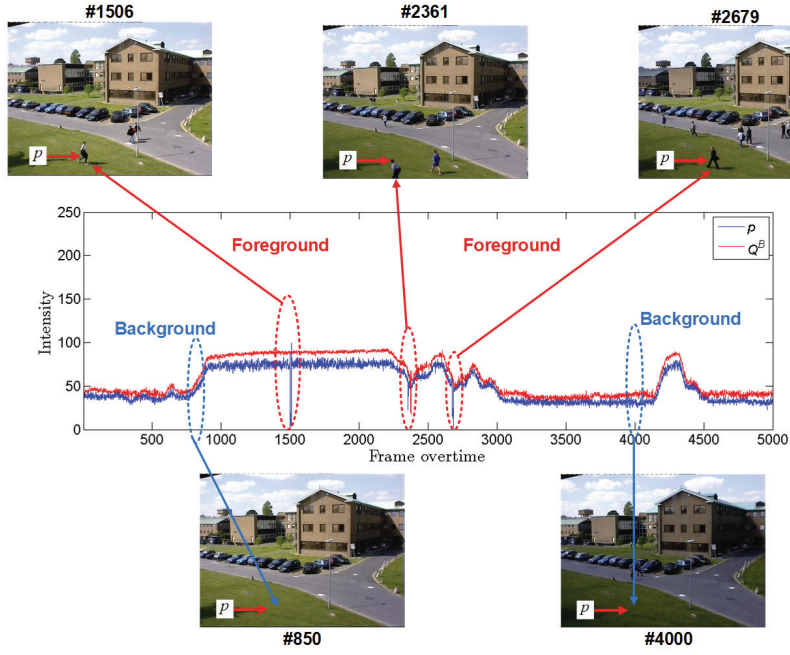 #1506
#2361
#2679
p
p
p
250
200
150
100
50
0
Intensity
Foreground
Foreground
Background
Background
p
Q^B
500
1000
1500
2000
2500
3000
3500
4000
4500
5000
Frame overtime
p
p
#850
#4000